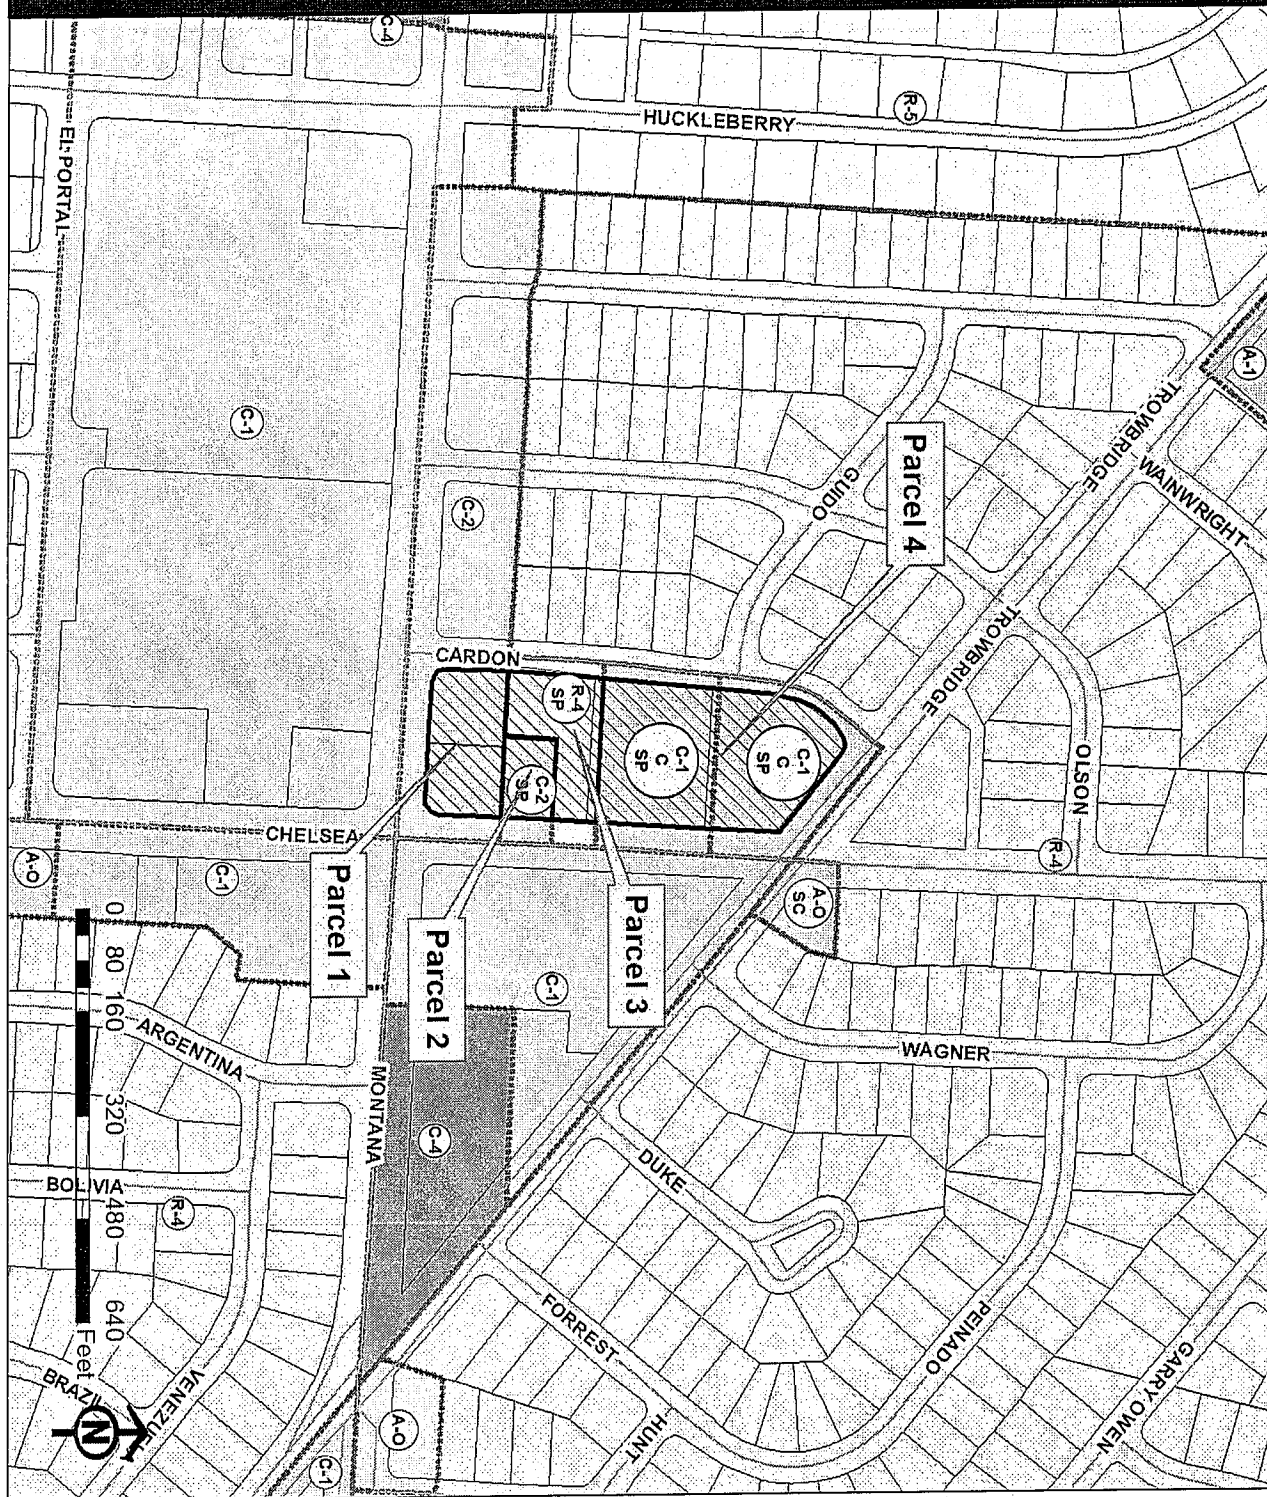 C-4
EL PORTAL
HUCKLEBERRY
R-5
A-1
TROWBRIDGE
WAINWRIGHT
C-1
C-2
GUIDO
Parcel 4
TROWBRIDGE
OLSON
CARDON
R-4
SP
C-1
C
SP
C-1
C
SP
C-2
SP
CHELSEA
R-4
A-O
C-1
Parcel 1
Parcel 2
Parcel 3
A-O
SC
C-1
WAGNER
ARGENTINA
MONTANA
C-4
DUKE
BOLIVIA
R-4
FORREST
PEINADO
GARRY OWEN
HUNT
VENEZUEL
BRAZIL
A-O
C-1
0 80 160 320 480 640
Feet
N